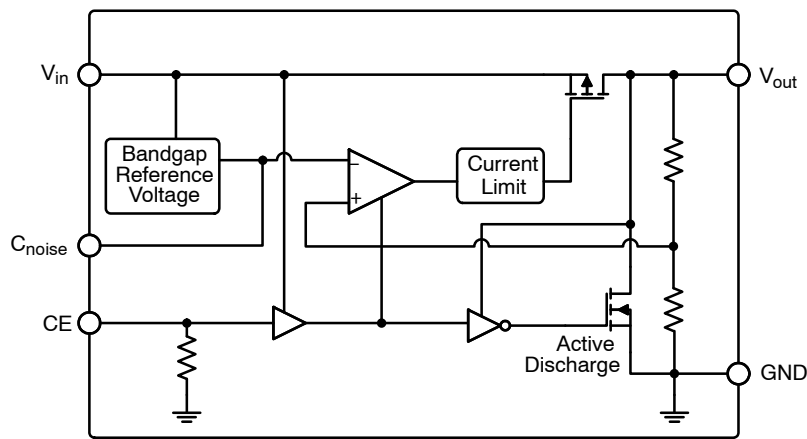 Vin
Vout
Bandgap
Reference
Voltage
−
+
Current
Limit
Cnoise
CE
Active
Discharge
GND